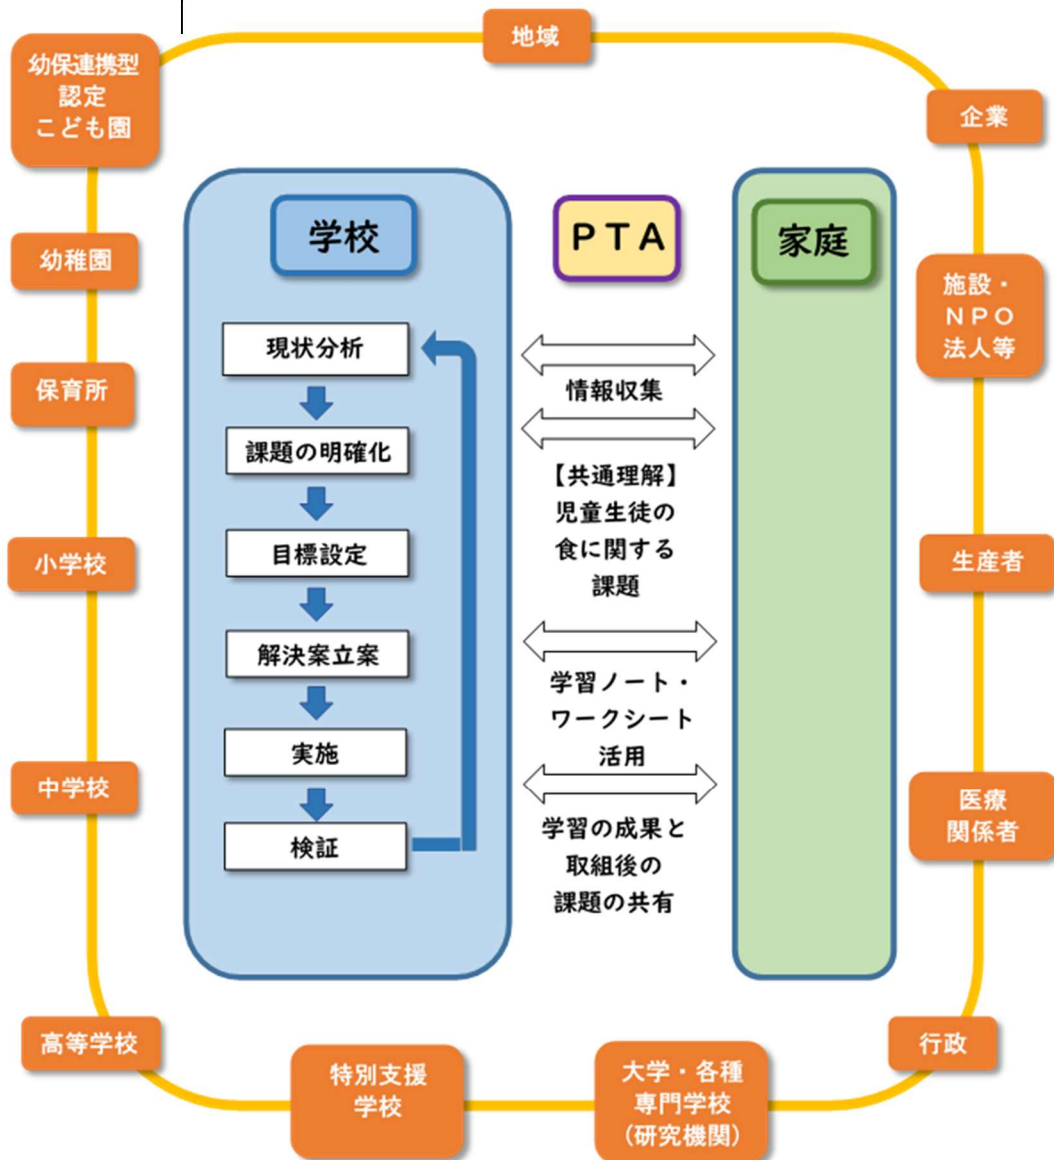 地域
幼保連携型
認定
こども園
企業
学校
ＰＴＡ
家庭
幼稚園
施設・
ＮＰＯ
法人等
現状分析
情報収集
保育所
課題の明確化
【共通理解】
児童生徒の
食に関する
課題
小学校
目標設定
生産者
解決案立案
学習ノート・
ワークシート
活用
実施
中学校
医療
関係者
検証
学習の成果と
取組後の
課題の共有
高等学校
特別支援
学校
大学・各種
専門学校
(研究機関)
行政